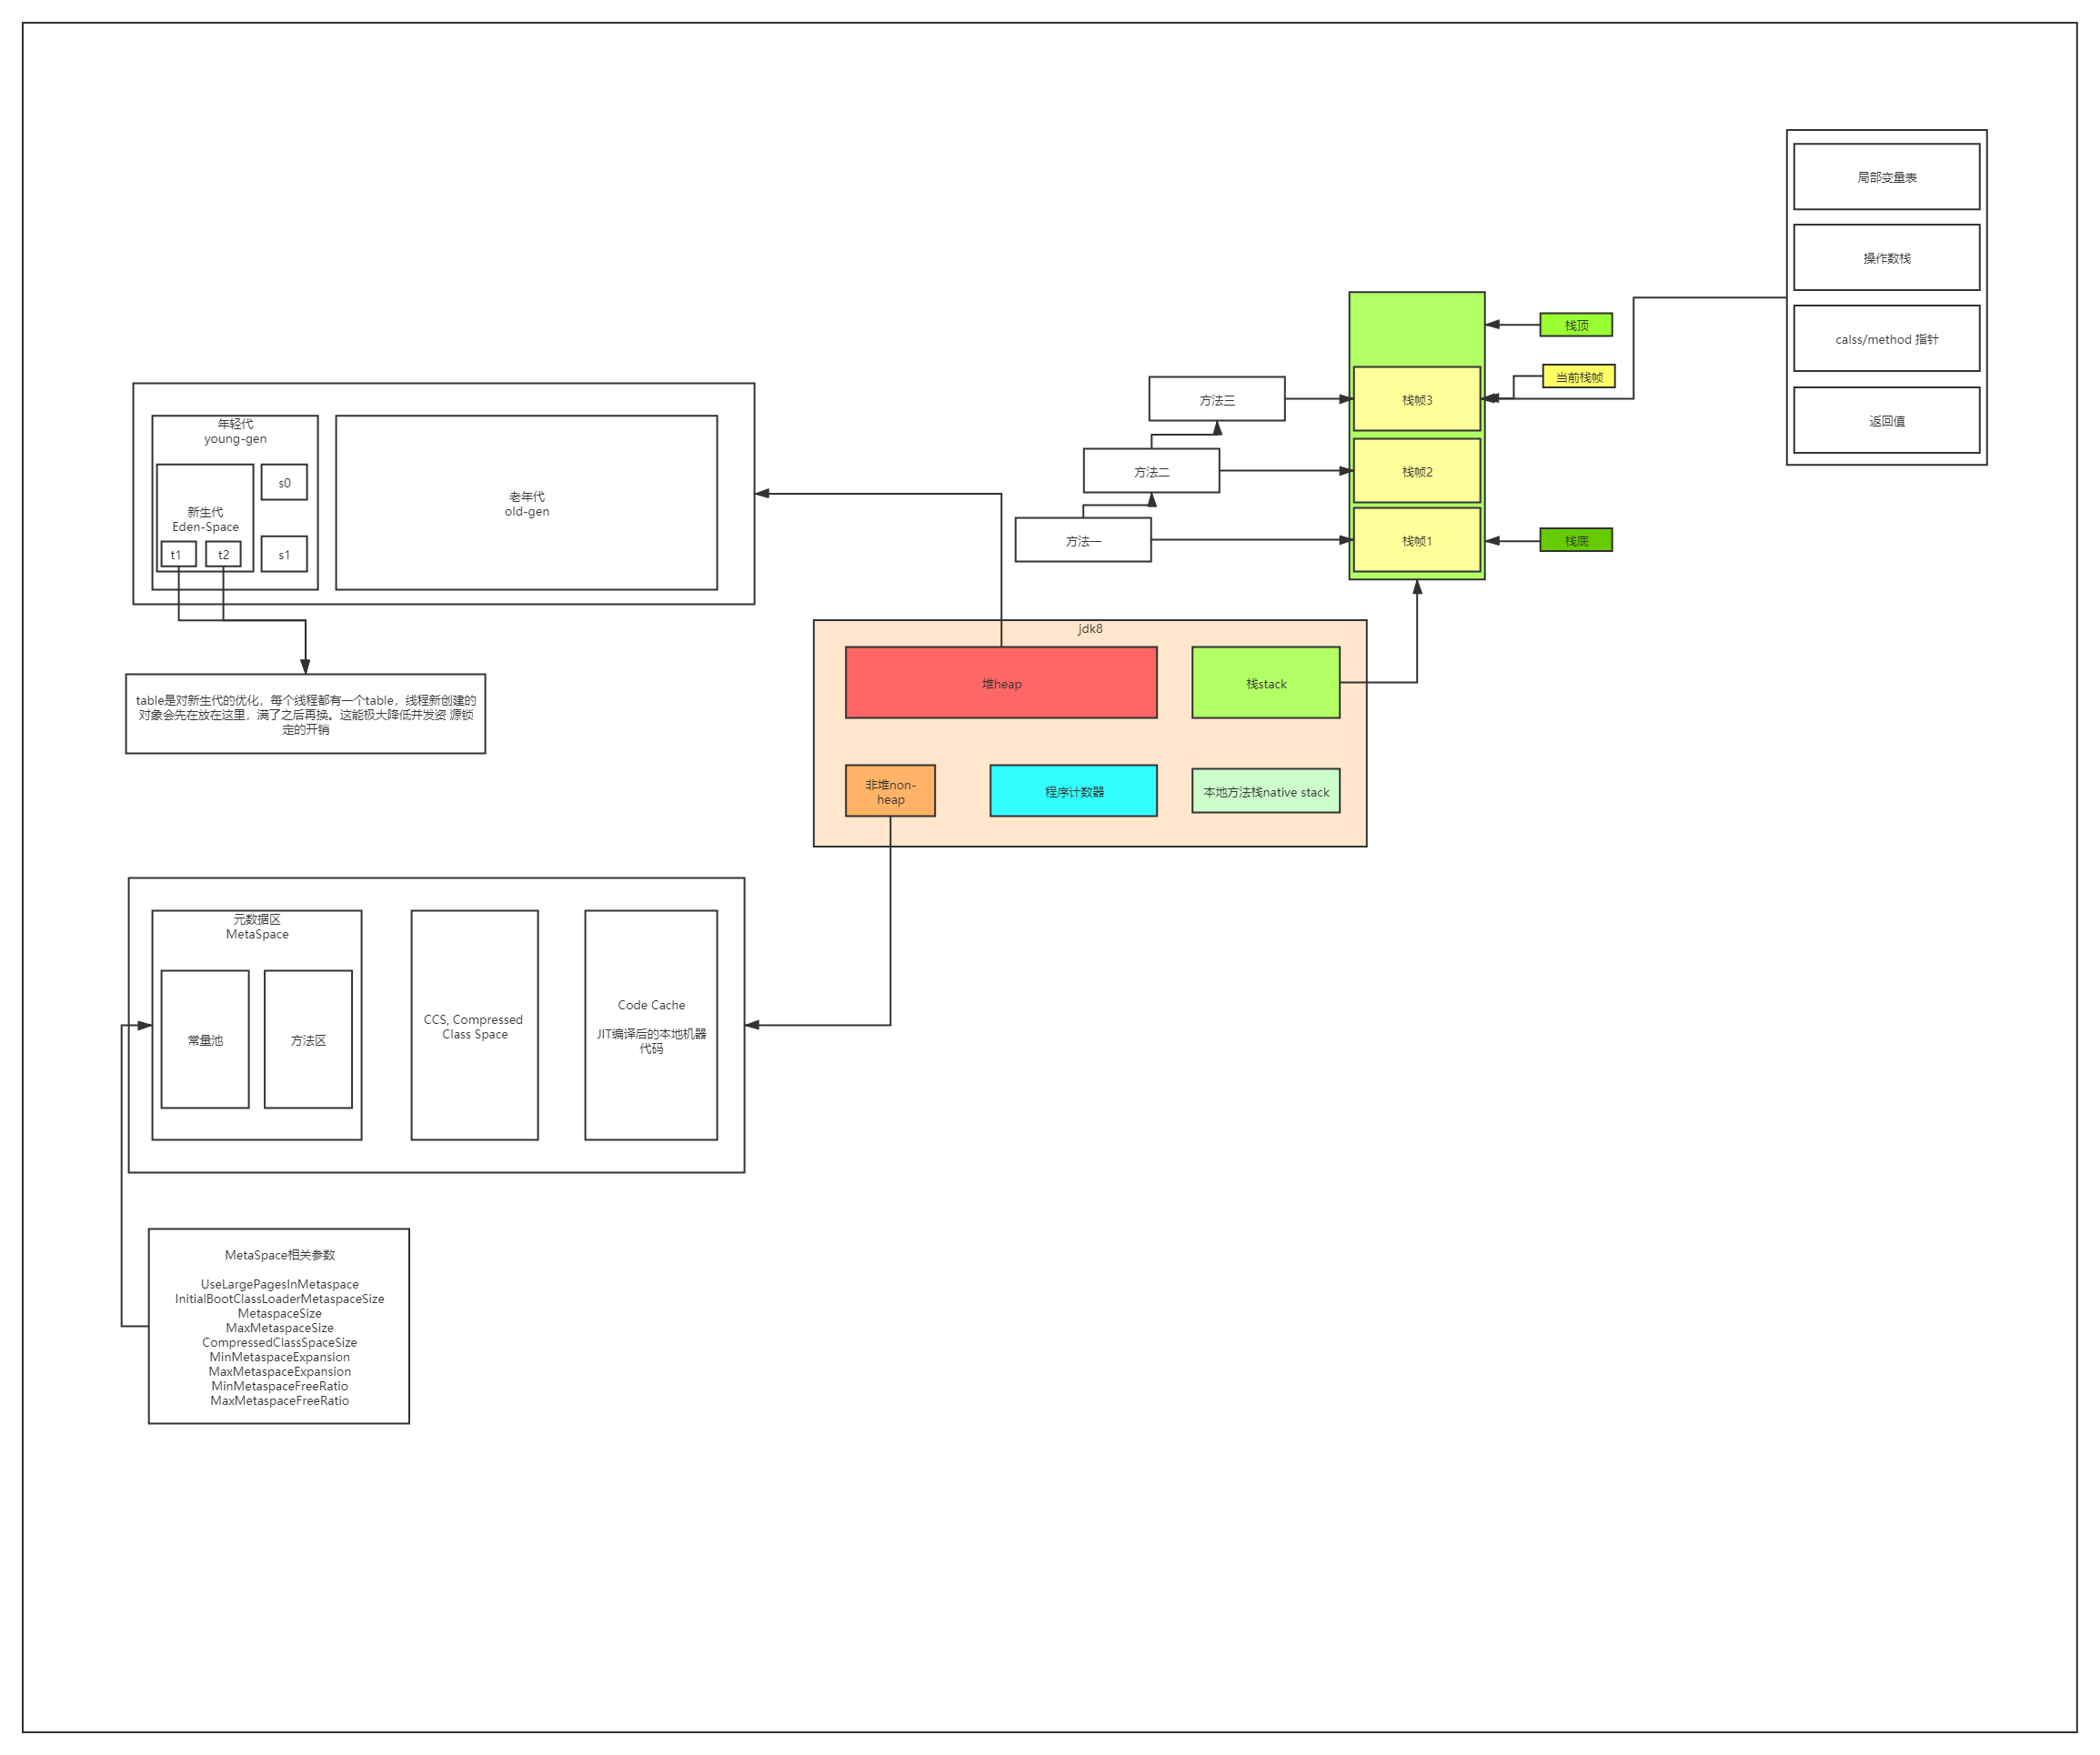 局部变量表
操作数栈
calss/method 指针
返回值
栈顶
当前栈帧
栈帧3
栈帧2
栈帧1
栈底
方法三
方法二
方法一
年轻代
young-gen
s0
新生代
Eden-Space
t1
t2
s1
老年代
old-gen
table是对新生代的优化，每个线程都有一个table，线程新创建的
对象会先在放在这里，满了之后再换。这能极大降低并发资 源锁
定的开销
jdk8
堆heap
栈stack
非堆non-
heap
程序计数器
本地方法栈native stack
元数据区
MetaSpace
常量池
方法区
CCS, Compressed
Class Space
Code Cache
JIT编译后的本地机器
代码
MetaSpace相关参数
UseLargePagesInMetaspace
InitialBootClassLoaderMetaspaceSize
MetaspaceSize
MaxMetaspaceSize
CompressedClassSpaceSize
MinMetaspaceExpansion
MaxMetaspaceExpansion
MinMetaspaceFreeRatio
MaxMetaspaceFreeRatio